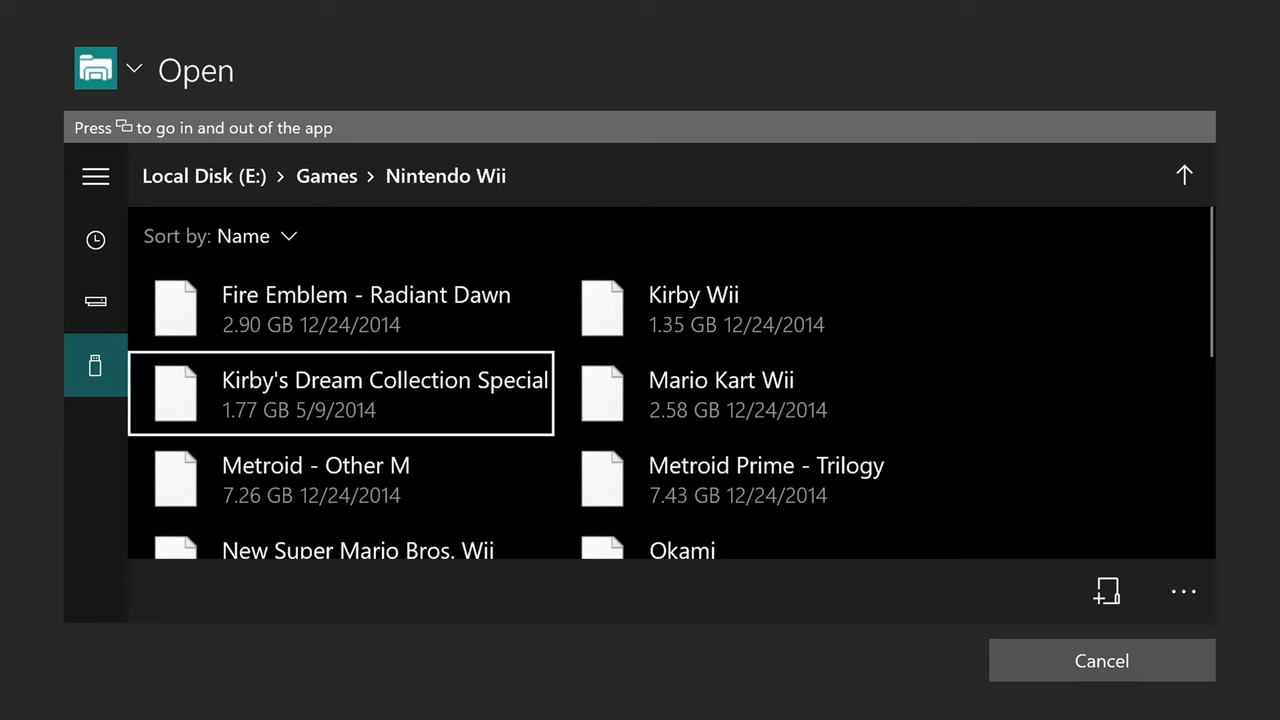 Open
Press to go in and out of the app
Local Disk (E:) > Games > Nintendo Wii
Sort by: Name
Fire Emblem - Radiant Dawn
2.90 GB 12/24/2014
Kirby Wii
1.35 GB 12/24/2014
Kirby's Dream Collection Special
1.77 GB 5/9/2014
Mario Kart Wii
2.58 GB 12/24/2014
Metroid - Other M
7.26 GB 12/24/2014
Metroid Prime - Trilogy
7.43 GB 12/24/2014
New Super Mario Bros. Wii
Okami
Cancel